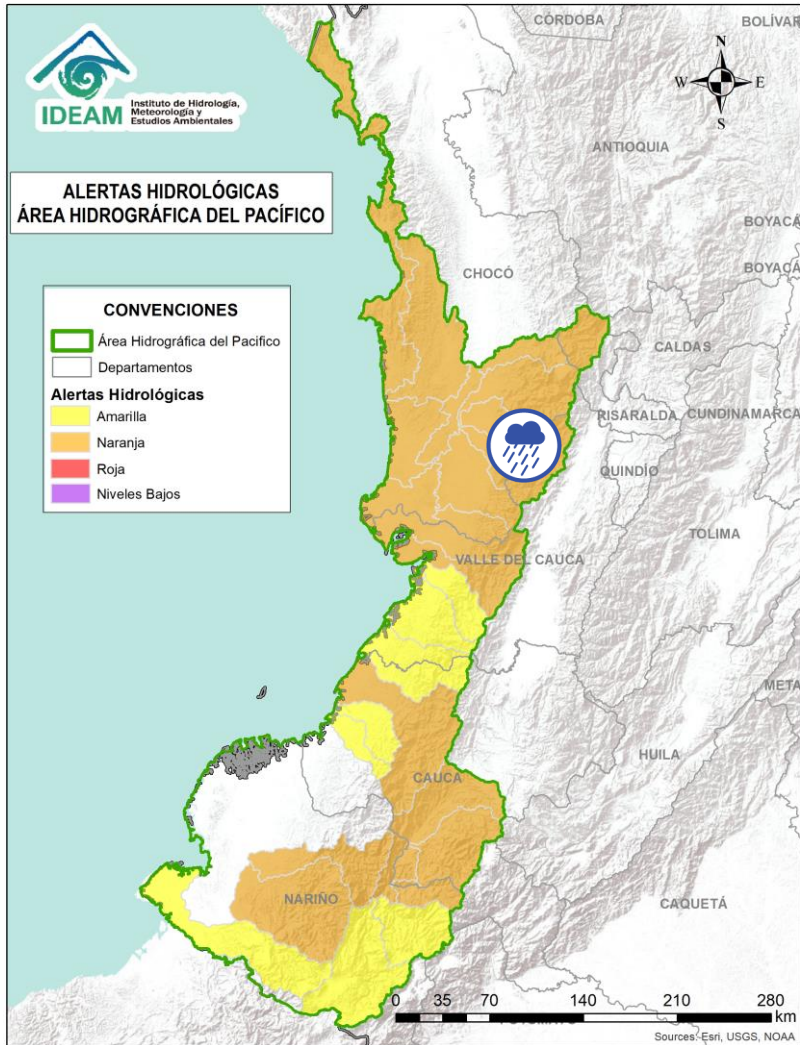 IDEAM
Instituto de Hidrología,
Meteorología y
Estudios Ambientales
ALERTAS HIDROLÓGICAS
ÁREA HIDROGRÁFICA DEL PACÍFICO
CONVENCIONES
Área Hidrográfica del Pacifico
Departamentos
Alertas Hidrológicas
Amarilla
Naranja
Roja
Niveles Bajos
N
W
E
S
CÓRDOBA
BOLÍVAR
ANTIOQUIA
BOYACÁ
CHOCÓ
BOYACÁ
CALDAS
RISARALDA
CUNDINAMARCA
QUINDÍO
TOLIMA
VALLE DEL CAUCA
META
HUILA
CAUCA
NARIÑO
CAQUETÁ
0 35 70 140 210 280
km
Sources: Esri, USGS, NOAA